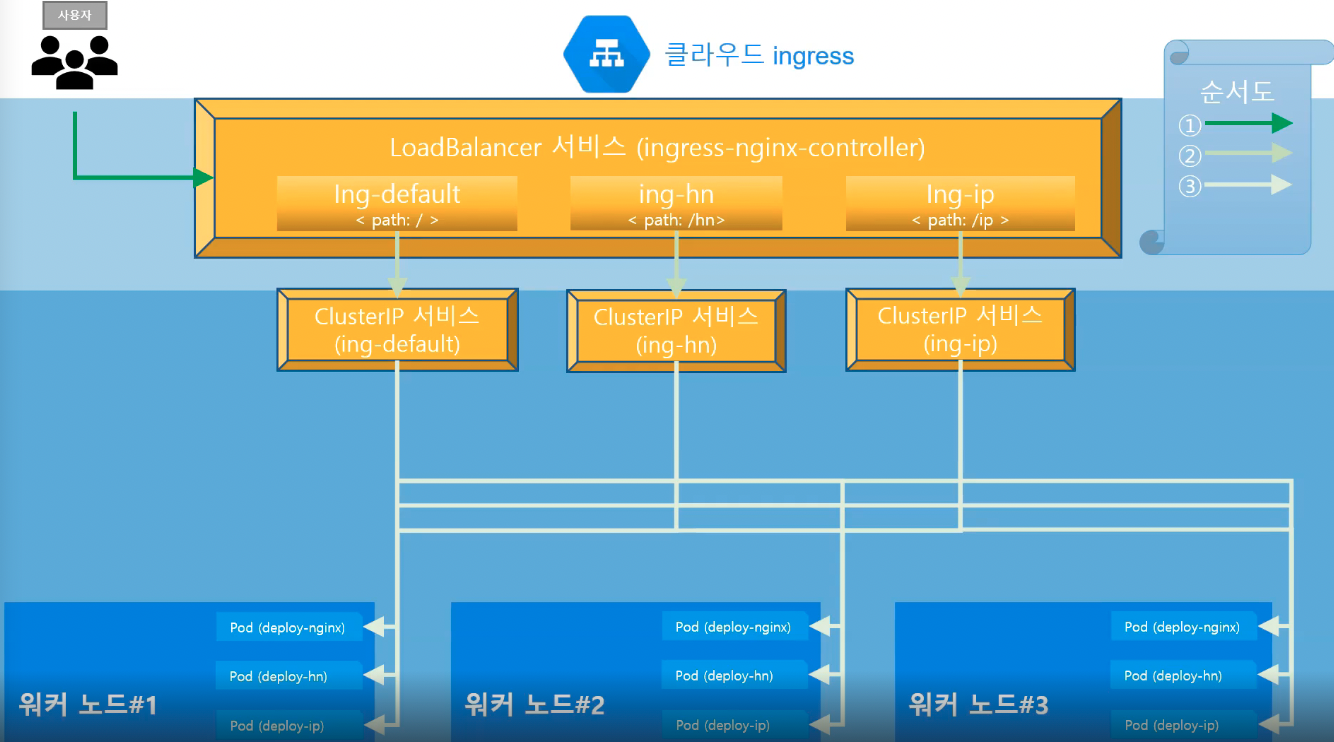 사용자
클라우드 ingress
순서도
①
②
③
LoadBalancer 서비스 (ingress-nginx-controller)
Ing-default
< path: / >
ing-hn
< path: /hn>
Ing-ip
< path: /ip >
ClusterIP 서비스
(ing-default)
ClusterIP 서비스
(ing-hn)
ClusterIP 서비스
(ing-ip)
Pod (deploy-nginx)
Pod (deploy-hn)
워커 노드#1
Pod (deploy-ip)
Pod (deploy-nginx)
Pod (deploy-hn)
워커 노드#2
Pod (deploy-ip)
Pod (deploy-nginx)
Pod (deploy-hn)
워커 노드#3
Pod (deploy-ip)